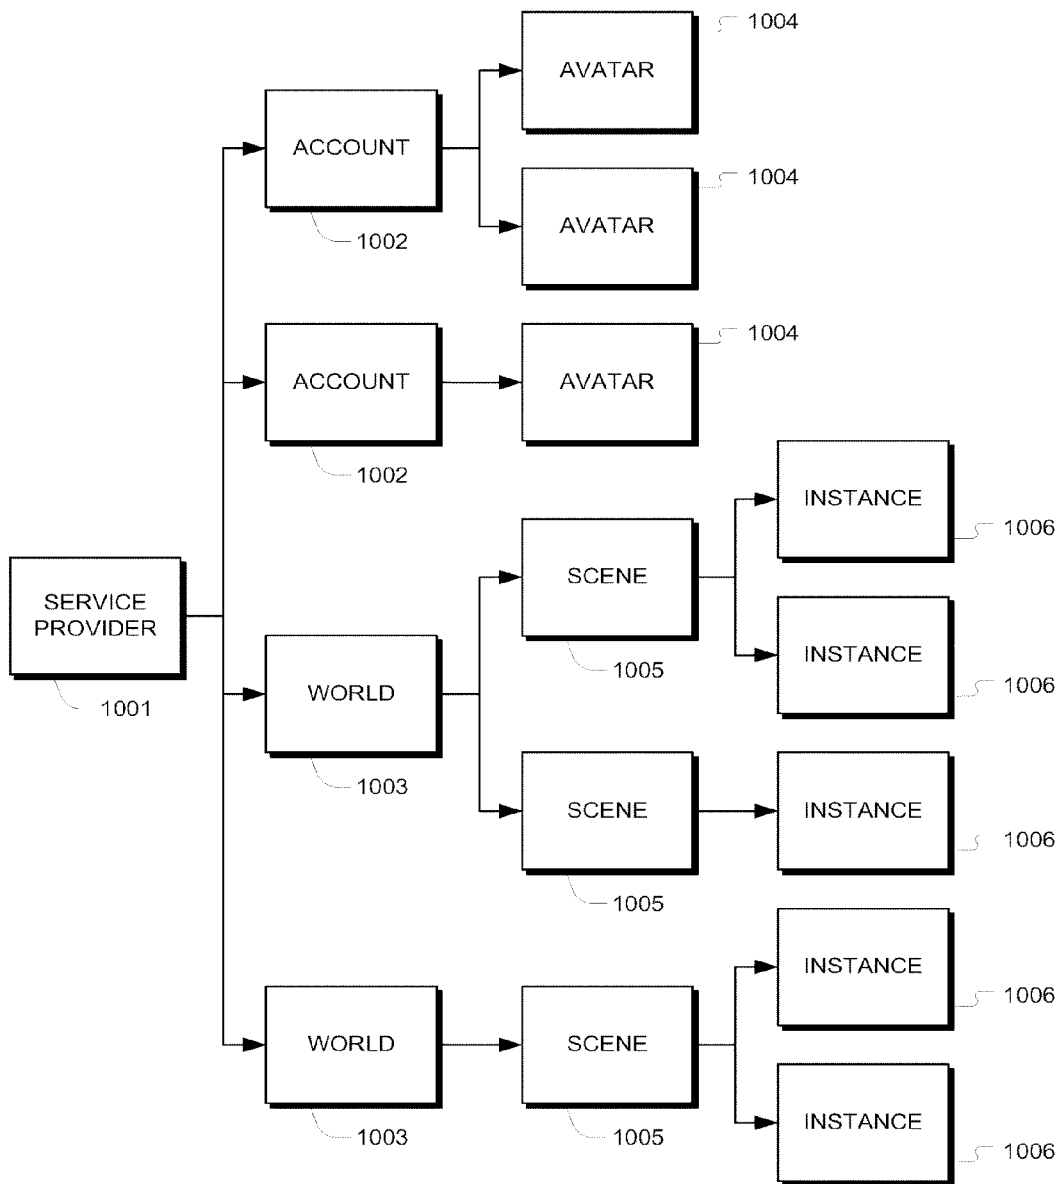 1004
AVATAR
ACCOUNT
1004
AVATAR
1002
1004
ACCOUNT
AVATAR
1002
INSTANCE
1006
SCENE
SERVICE
PROVIDER
INSTANCE
1005
1006
1001
WORLD
1003
SCENE
INSTANCE
1006
1005
INSTANCE
1006
WORLD
SCENE
1003
1005
INSTANCE
1006